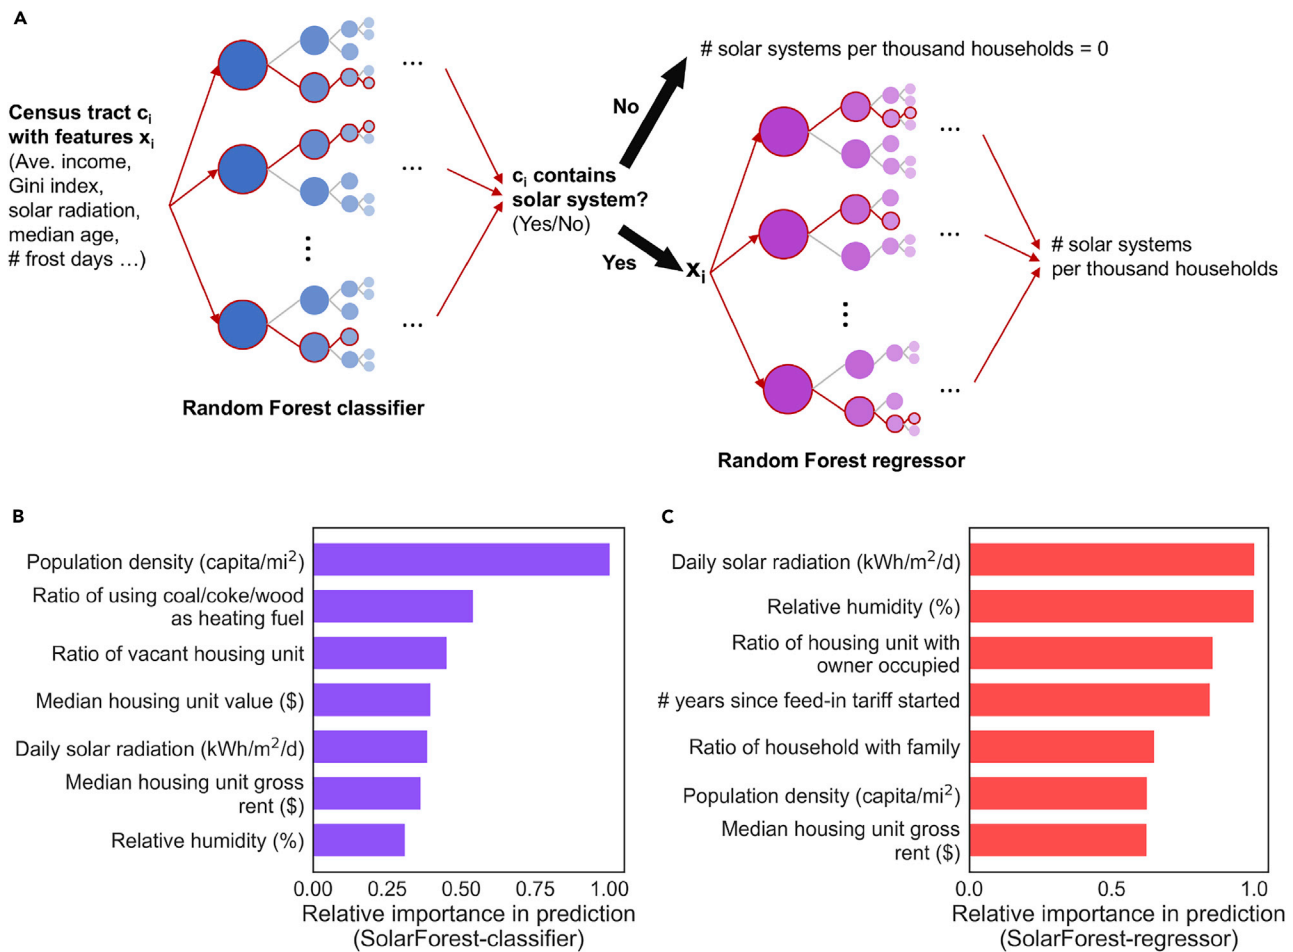 A
Census tract cᵢ
with features xᵢ
(Ave. income,
Gini index,
solar radiation,
median age,
# frost days …)
...
...
...
Random Forest classifier
cᵢ contains
solar system?
(Yes/No)
No
Yes
# solar systems per thousand households = 0
xᵢ
...
...
...
Random Forest regressor
# solar systems
per thousand households
B
Population density (capita/mi²)
Ratio of using coal/coke/wood
as heating fuel
Ratio of vacant housing unit
Median housing unit value ($)
Daily solar radiation (kWh/m²/d)
Median housing unit gross
rent ($)
Relative humidity (%)
0.00 0.25 0.50 0.75 1.00
Relative importance in prediction
(SolarForest-classifier)
C
Daily solar radiation (kWh/m²/d)
Relative humidity (%)
Ratio of housing unit with
owner occupied
# years since feed-in tariff started
Ratio of household with family
Population density (capita/mi²)
Median housing unit gross
rent ($)
0.0 0.5 1.0
Relative importance in prediction
(SolarForest-regressor)